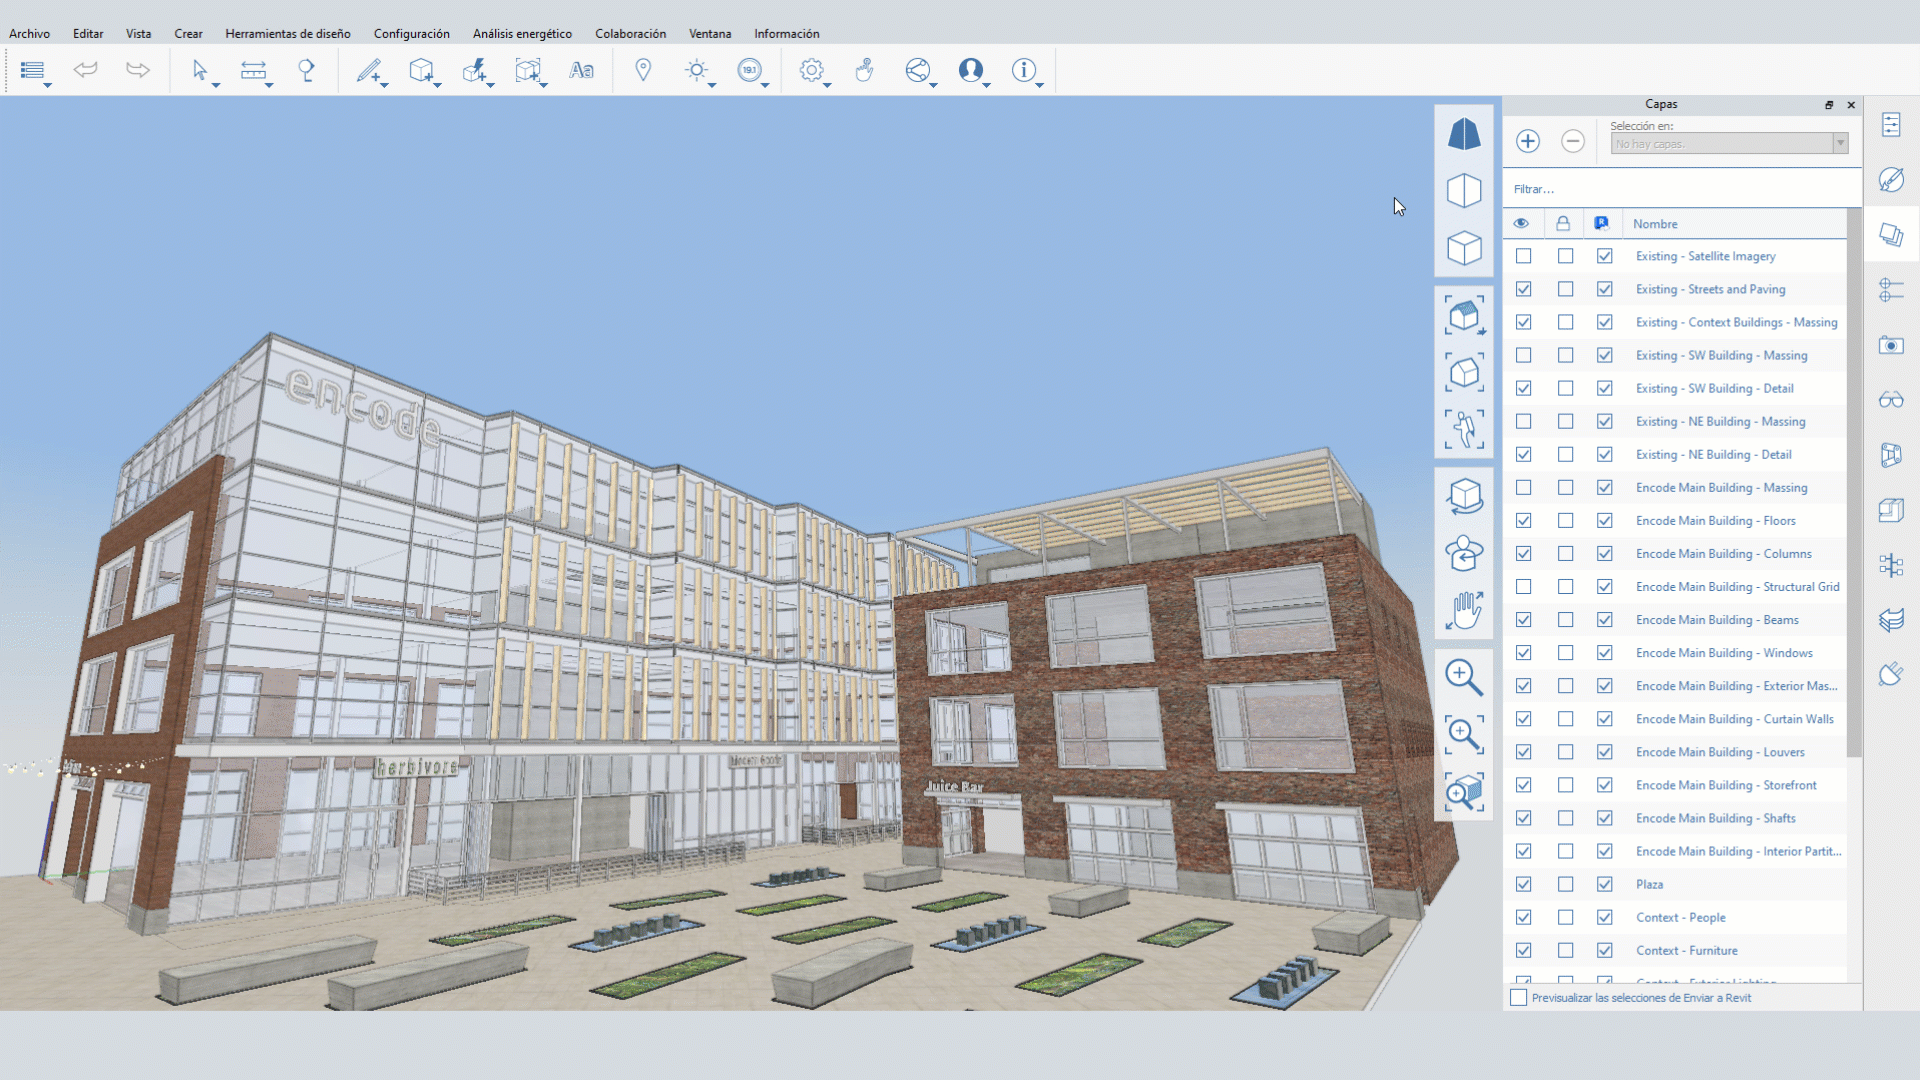 Archivo Editar Vista Crear Herramientas de diseño Configuración Análisis energético Colaboración Ventana Información
Aa
19.1
Capas
Selección en:
No hay capas.
Filtrar...
R
Nombre
Existing - Satellite Imagery
Existing - Streets and Paving
Existing - Context Buildings - Massing
Existing - SW Building - Massing
Existing - SW Building - Detail
Existing - NE Building - Massing
Existing - NE Building - Detail
Encode Main Building - Massing
Encode Main Building - Floors
Encode Main Building - Columns
Encode Main Building - Structural Grid
Encode Main Building - Beams
Encode Main Building - Windows
Encode Main Building - Exterior Mas...
Encode Main Building - Curtain Walls
Encode Main Building - Louvers
Encode Main Building - Storefront
Encode Main Building - Shafts
Encode Main Building - Interior Partit...
Plaza
Context - People
Context - Furniture
Context - Exterior Lighting
Previsualizar las selecciones de Enviar a Revit
encode
herbivore
Juice Bar